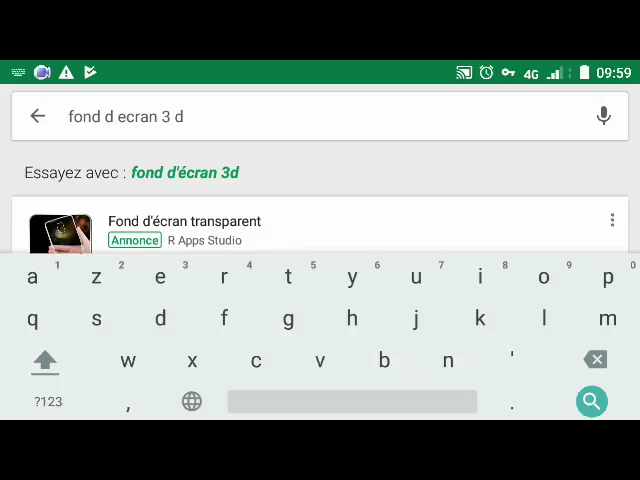 4G 09:59
fond d ecran 3 d
Essayez avec : fond d'écran 3d
Fond d'écran transparent
Annonce R Apps Studio
1 2 3 4 5 6 7 8 9 0
a z e r t y u i o p
q s d f g h j k l m
w x c v b n '
?123 , .